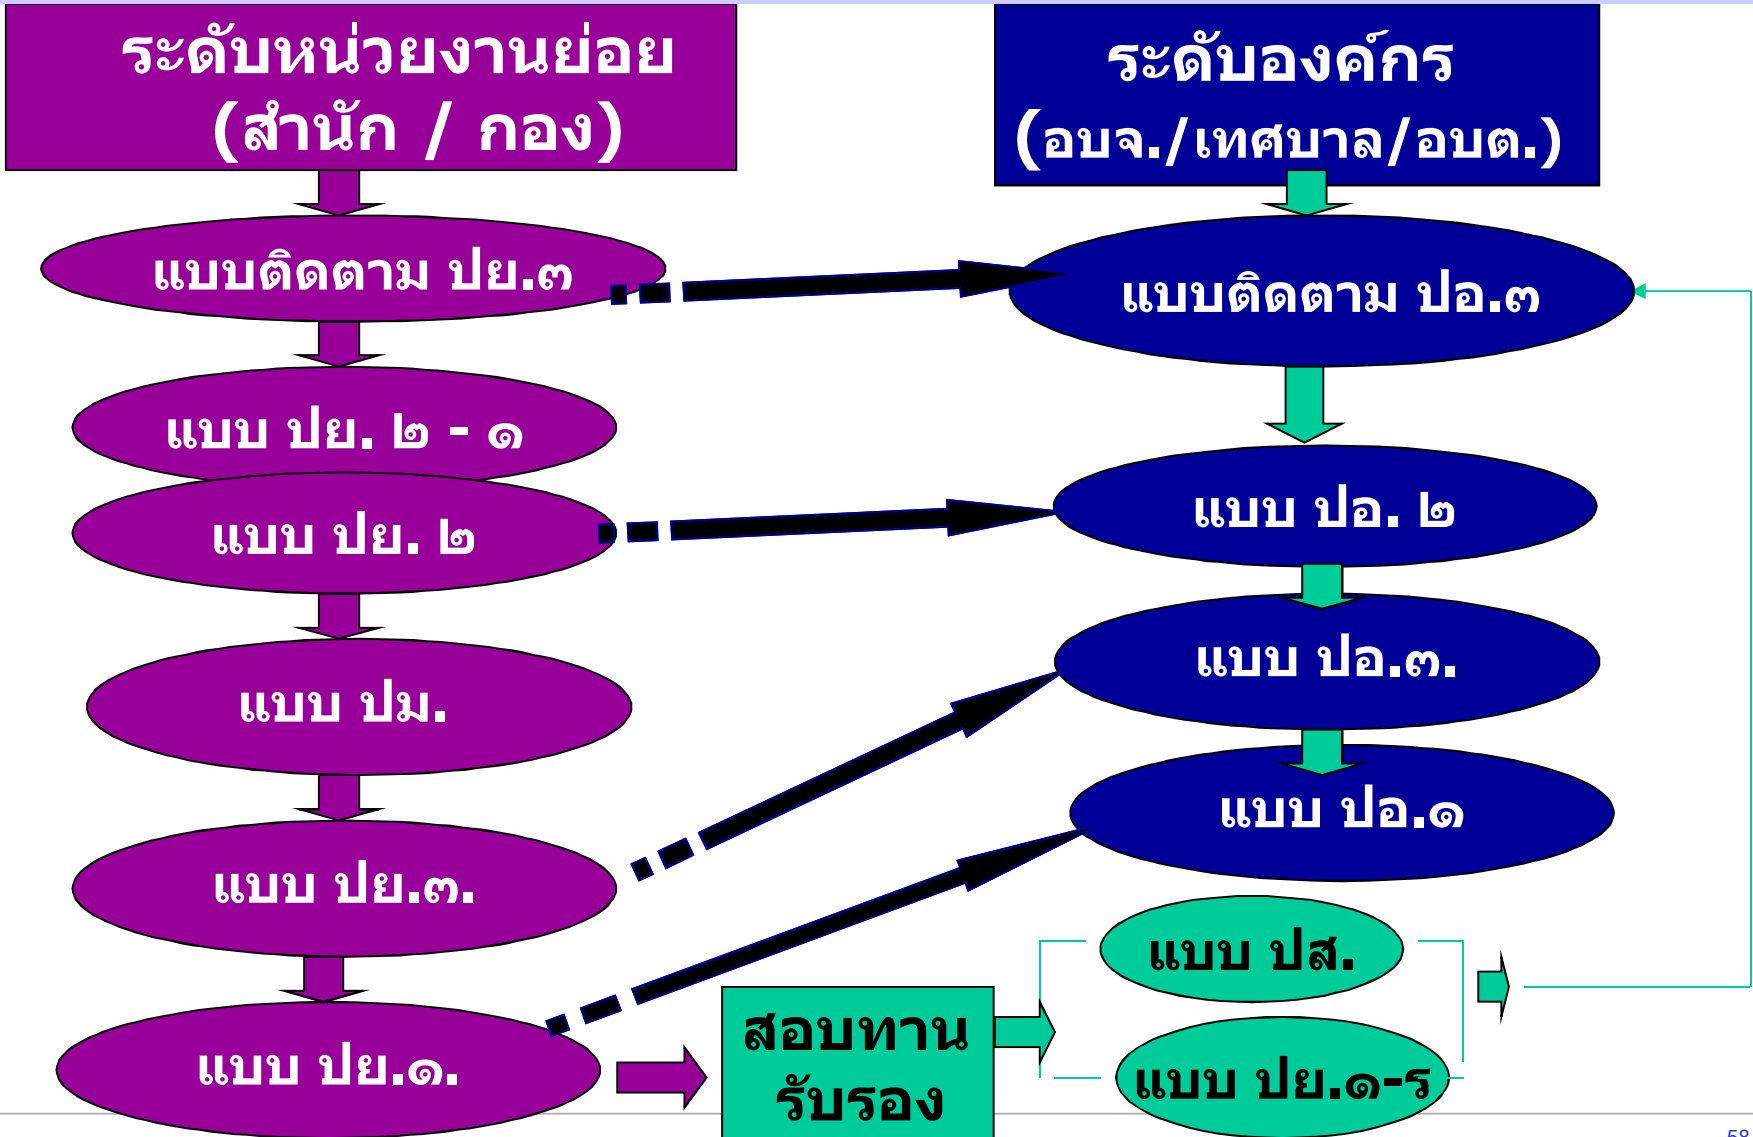 ระดับหน่วยงานย่อย
(สำนัก / กอง)
แบบติดตาม ปย.๓
แบบ ปย. ๒ - ๑
แบบ ปย. ๒
แบบ ปม.
แบบ ปย.๓.
แบบ ปย.๑.
ระดับองค์กร
(อบจ./เทศบาล/อบต.)
แบบติดตาม ปอ.๓
แบบ ปอ. ๒
แบบ ปอ.๓.
แบบ ปอ.๑
สอบทาน
รับรอง
แบบ ปส.
แบบ ปย.๑-ร
58